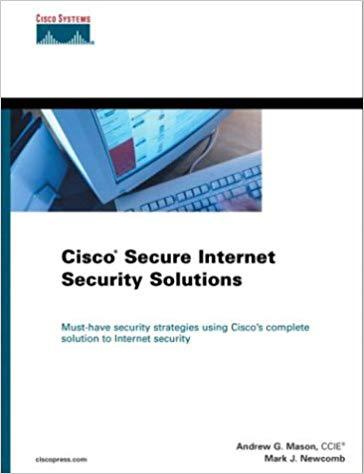 CISCO SYSTEMS
Cisco® Secure Internet
Security Solutions
Must-have security strategies using Cisco's complete
solution to Internet security
Andrew G. Mason, CCIE®
ciscopress.com
Mark J. Newcomb